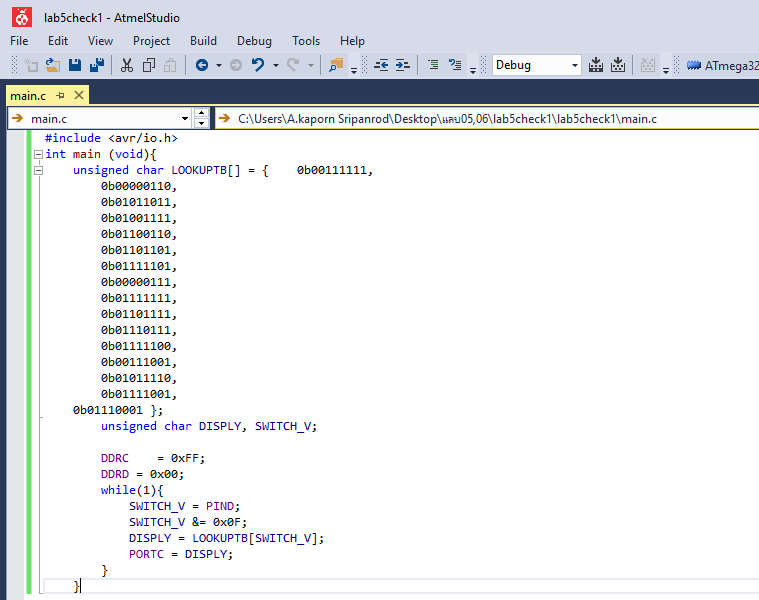 lab5check1 - AtmelStudio
File Edit View Project Build Debug Tools Help
Debug ATmega32
main.c
main.c C:\Users\A.kaporn Sripanrod\Desktop\แลบ05,06\lab5check1\lab5check1\main.c
#include <avr/io.h>
int main (void){
unsigned char LOOKUPTB[] = { 0b00111111,
0b00000110,
0b01011011,
0b01001111,
0b01100110,
0b01101101,
0b01111101,
0b00000111,
0b01111111,
0b01101111,
0b01110111,
0b01111100,
0b00111001,
0b01011110,
0b01111001,
0b01110001 };
unsigned char DISPLY, SWITCH_V;
DDRC = 0xFF;
DDRD = 0x00;
while(1){
SWITCH_V = PIND;
SWITCH_V &= 0x0F;
DISPLY = LOOKUPTB[SWITCH_V];
PORTC = DISPLY;
}
}